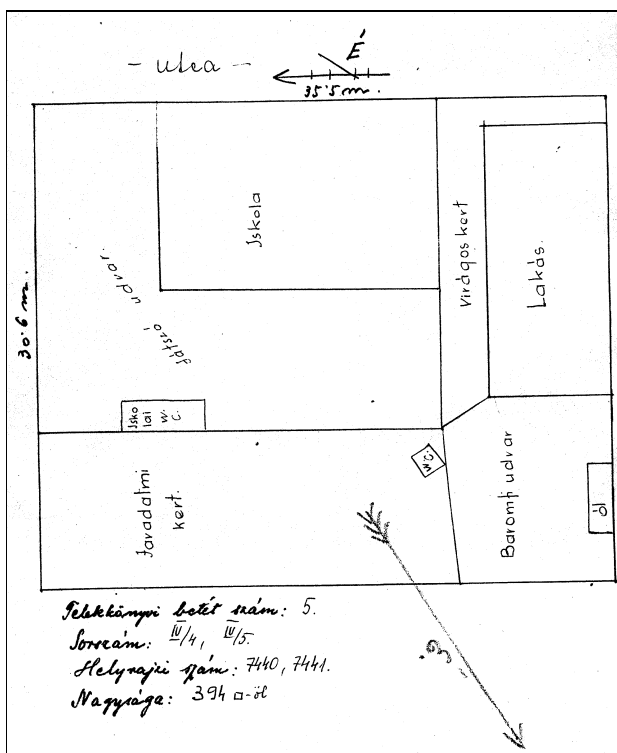 - utca -
É
35·5 m.
30·6 m.
Iskola
játszó udvar.
Virágos kert
Lakás.
Isko
lai
W.
C.
W.C.
Javadalmi
kert.
Baromfi udvar
ól
É
Telekkönyvi betét szám: 5.
Sorszám: IV/4, IV/5.
Helyrajzi szám: 7440, 7441.
Nagysága: 394 □-öl